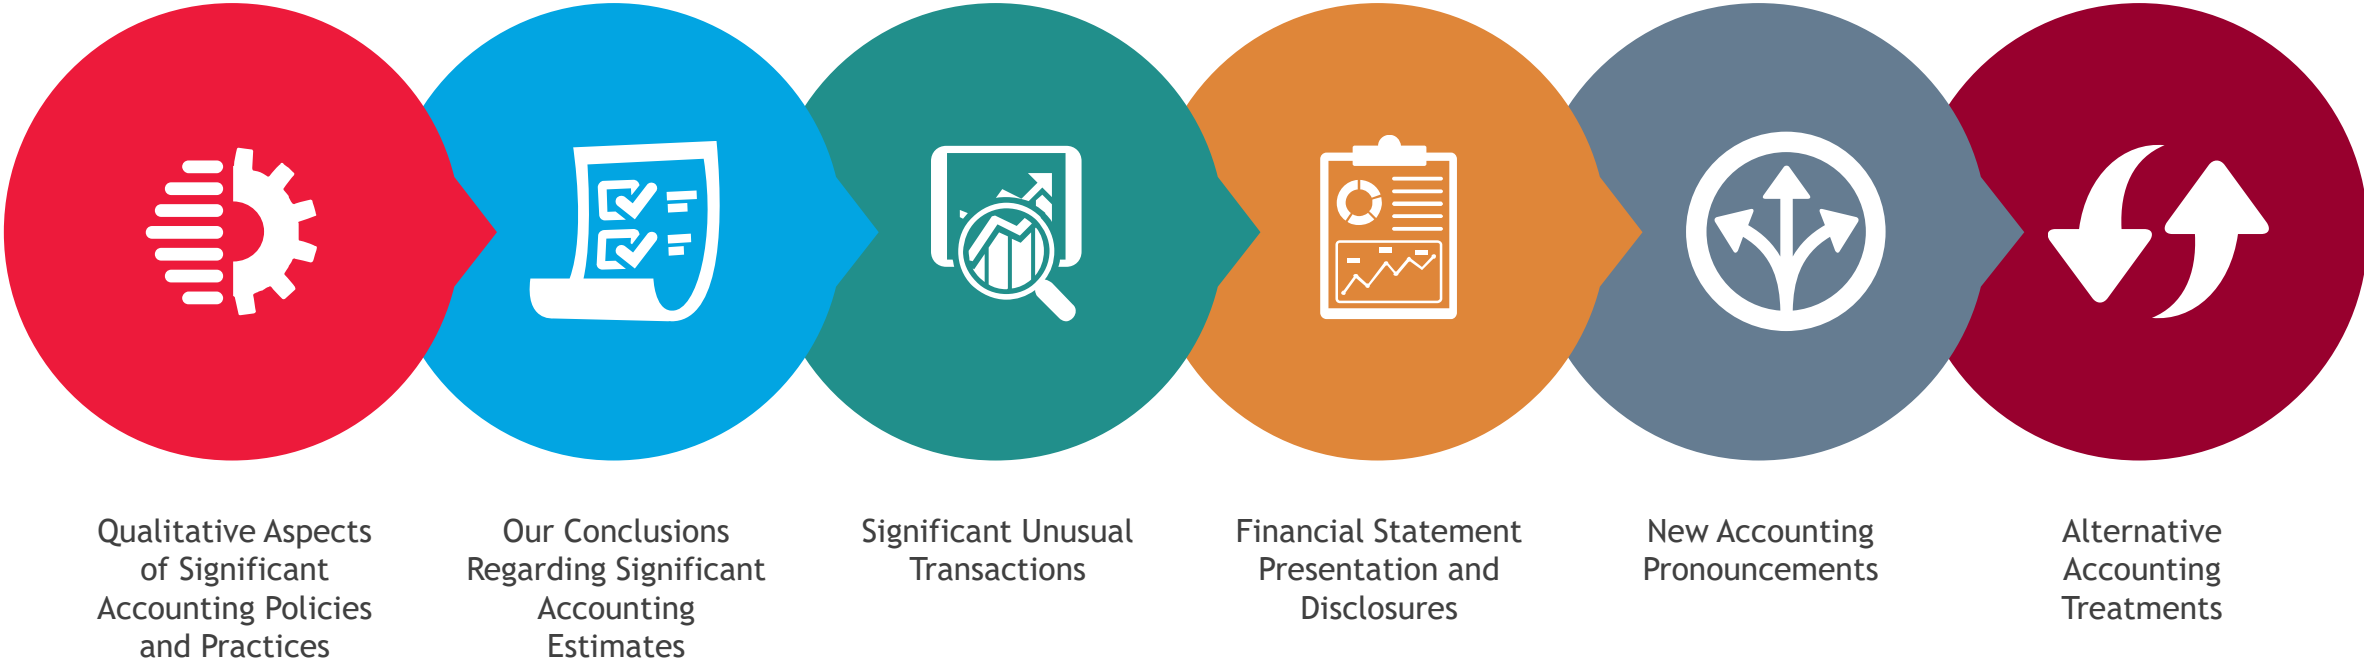 Qualitative Aspects
of Significant
Accounting Policies
and Practices
Our Conclusions
Regarding Significant
Accounting
Estimates
Significant Unusual
Transactions
Financial Statement
Presentation and
Disclosures
New Accounting
Pronouncements
Alternative
Accounting
Treatments